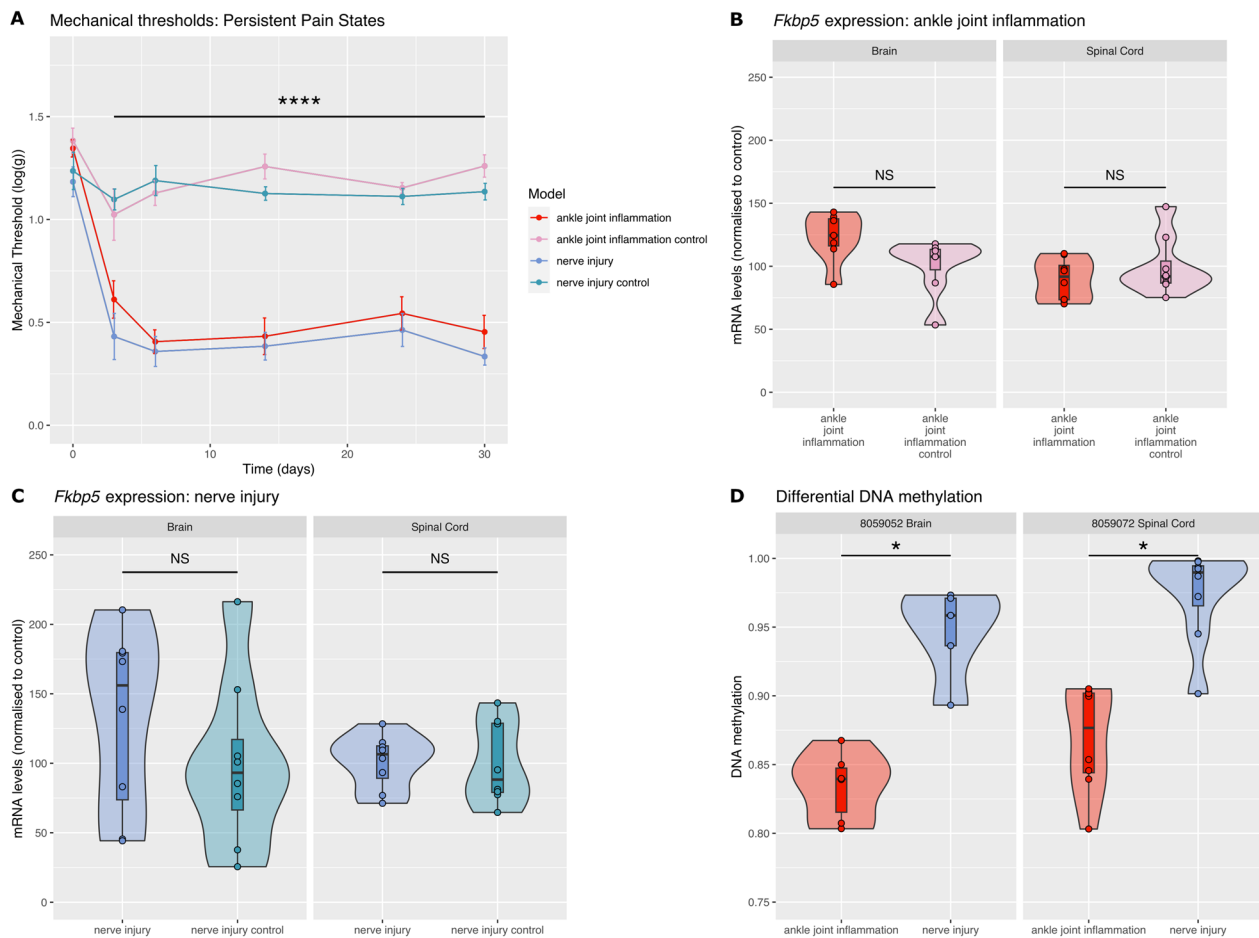 A Mechanical thresholds: Persistent Pain States
Mechanical Threshold (log(g))
1.5
1.0
0.5
0.0
****
0 10 20 30
Time (days)
Model
ankle joint inflammation
ankle joint inflammation control
nerve injury
nerve injury control
B Fkbp5 expression: ankle joint inflammation
Brain Spinal Cord
mRNA levels (normalised to control)
250
200
150
100
50
0
NS NS
ankle ankle ankle ankle
joint joint joint joint
inflammation inflammation inflammation inflammation
control control
C Fkbp5 expression: nerve injury
Brain Spinal Cord
mRNA levels (normalised to control)
250
200
150
100
50
0
NS NS
nerve injury nerve injury control nerve injury nerve injury control
D Differential DNA methylation
8059052 Brain 8059072 Spinal Cord
DNA methylation
1.00
0.95
0.90
0.85
0.80
0.75
* *
ankle joint inflammation nerve injury ankle joint inflammation nerve injury